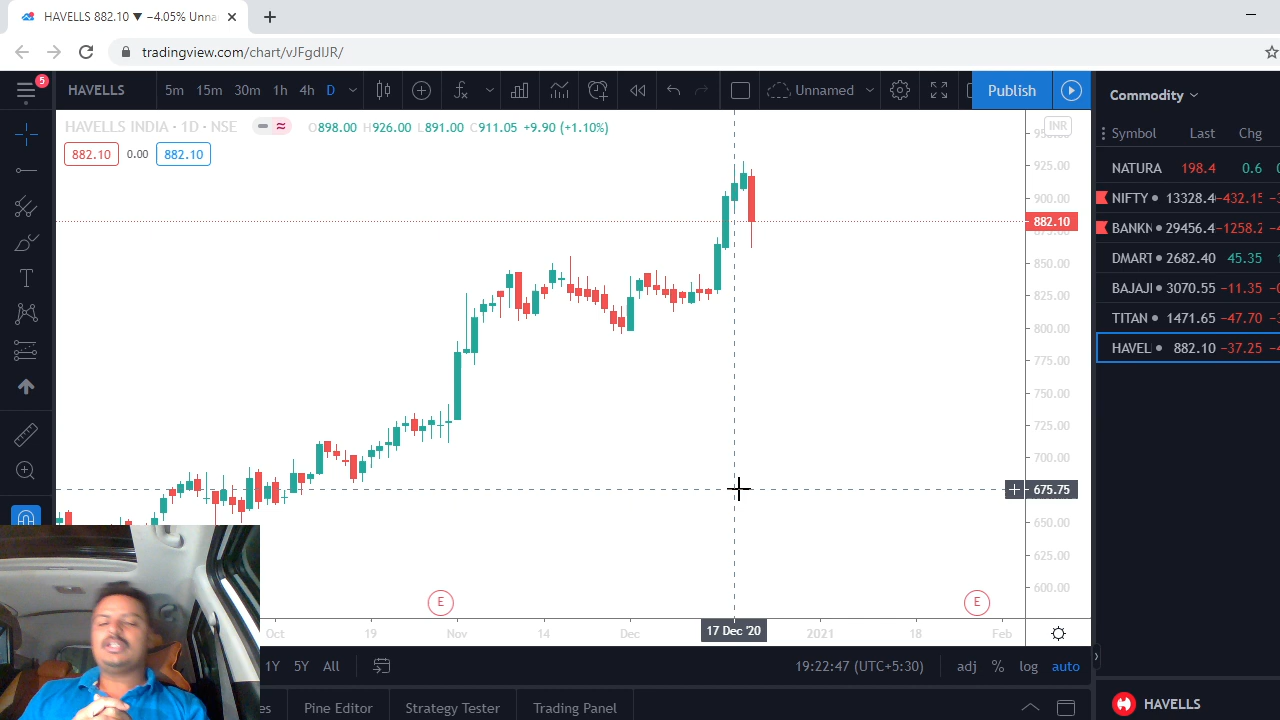 HAVELLS 882.10 ▼ −4.05% Unna
tradingview.com/chart/vJFgdIJR/
5
HAVELLS 5m 15m 30m 1h 4h D Unnamed Publish
Commodity
HAVELLS INDIA · 1D · NSE O898.00 H926.00 L891.00 C911.05 +9.90 (+1.10%)
INR
882.10 0.00 882.10
Symbol Last Chg
NATURA 198.4 0.6
NIFTY 13328.4 −432.15
BANKN 29456.4 −1258.2
DMART 2682.40 45.35
BAJAJI 3070.55 −11.35
TITAN 1471.65 −47.70
HAVEL 882.10 −37.25
925.00
900.00
882.10
850.00
825.00
800.00
775.00
750.00
725.00
700.00
675.75
650.00
625.00
600.00
E E
Oct 19 Nov 14 Dec 17 Dec '20 2021 18 Feb
1Y 5Y All 19:22:47 (UTC+5:30) adj % log auto
Pine Editor Strategy Tester Trading Panel
HAVELLS